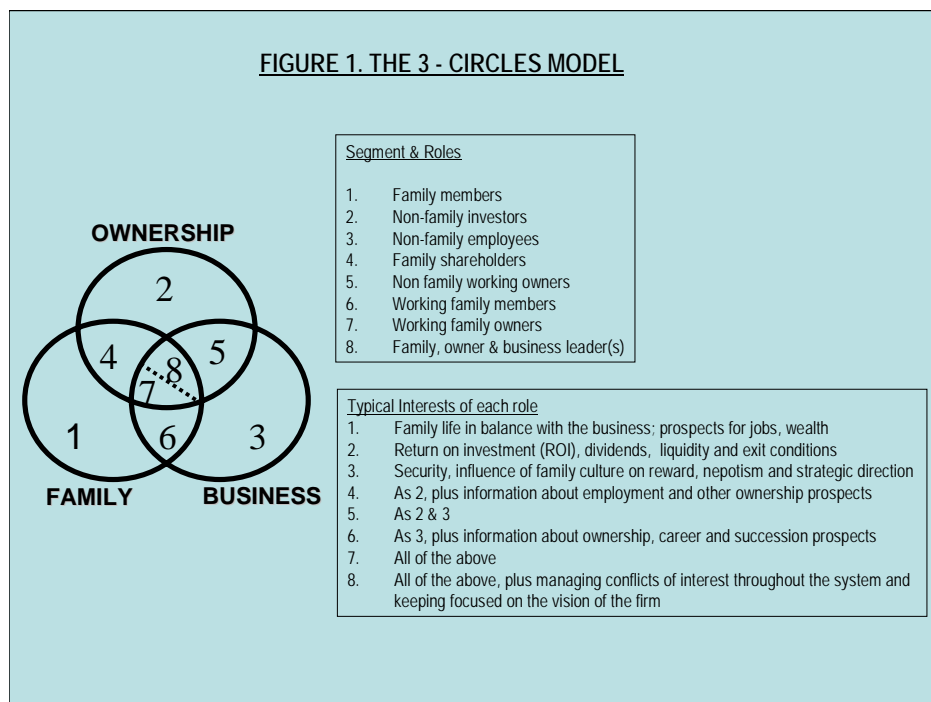 FIGURE 1. THE 3 - CIRCLES MODEL
Segment & Roles
1. Family members
2. Non-family investors
3. Non-family employees
4. Family shareholders
5. Non family working owners
6. Working family members
7. Working family owners
8. Family, owner & business leader(s)
OWNERSHIP
2
4
8
5
7
1
6
3
FAMILY
BUSINESS
Typical Interests of each role
1. Family life in balance with the business; prospects for jobs, wealth
2. Return on investment (ROI), dividends, liquidity and exit conditions
3. Security, influence of family culture on reward, nepotism and strategic direction
4. As 2, plus information about employment and other ownership prospects
5. As 2 & 3
6. As 3, plus information about ownership, career and succession prospects
7. All of the above
8. All of the above, plus managing conflicts of interest throughout the system and
keeping focused on the vision of the firm